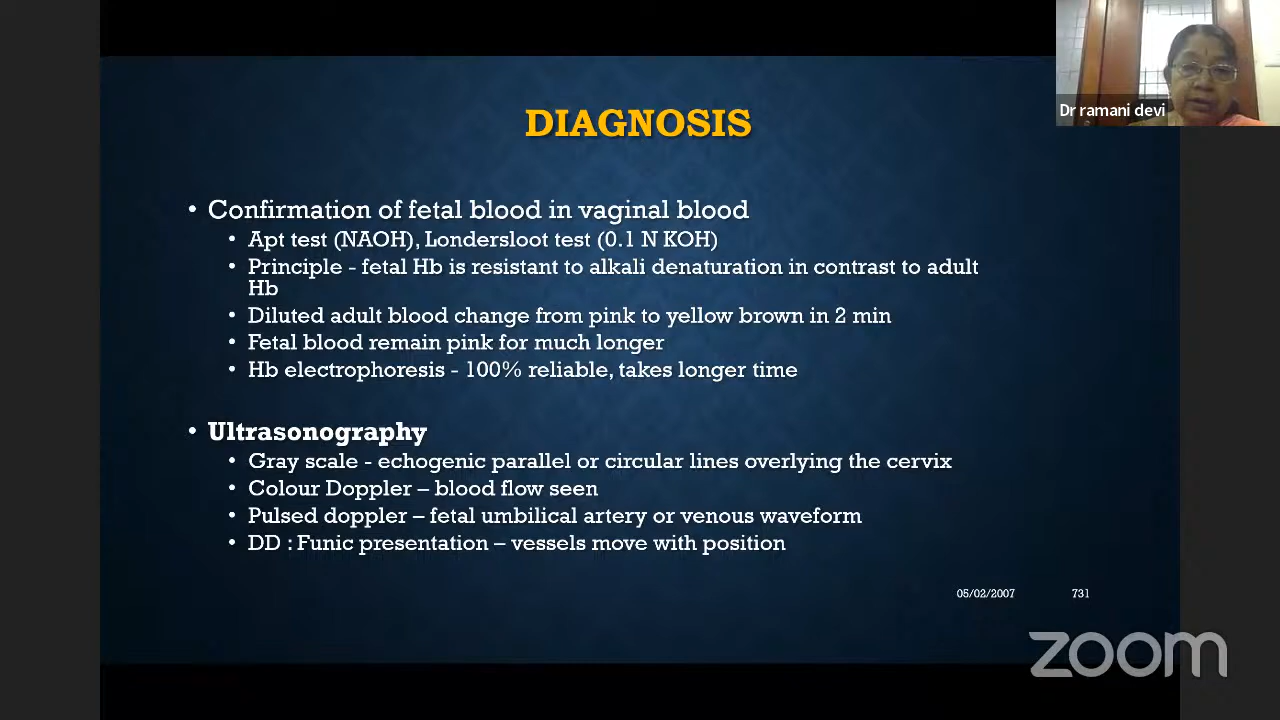 Dr ramani devi
DIAGNOSIS
• Confirmation of fetal blood in vaginal blood
• Apt test (NAOH), Londersloot test (0.1 N KOH)
• Principle - fetal Hb is resistant to alkali denaturation in contrast to adult
Hb
• Diluted adult blood change from pink to yellow brown in 2 min
• Fetal blood remain pink for much longer
• Hb electrophoresis - 100% reliable, takes longer time
• Ultrasonography
• Gray scale - echogenic parallel or circular lines overlying the cervix
• Colour Doppler – blood flow seen
• Pulsed doppler – fetal umbilical artery or venous waveform
• DD : Funic presentation – vessels move with position
05/02/2007 731
zoom